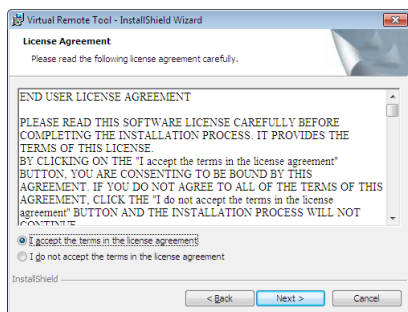 Virtual Remote Tool - InstallShield Wizard
License Agreement
Please read the following license agreement carefully.
END USER LICENSE AGREEMENT
PLEASE READ THIS SOFTWARE LICENSE CAREFULLY BEFORE
COMPLETING THE INSTALLATION PROCESS. IT PROVIDES THE
TERMS OF THIS LICENSE.
BY CLICKING ON THE "I accept the terms in the license agreement"
BUTTON, YOU ARE CONSENTING TO BE BOUND BY THIS
AGREEMENT. IF YOU DO NOT AGREE TO ALL OF THE TERMS OF THIS
AGREEMENT, CLICK THE "I do not accept the terms in the license
agreement" BUTTON AND THE INSTALLATION PROCESS WILL NOT
CONTINUE.
I accept the terms in the license agreement
I do not accept the terms in the license agreement
InstallShield
< Back Next > Cancel